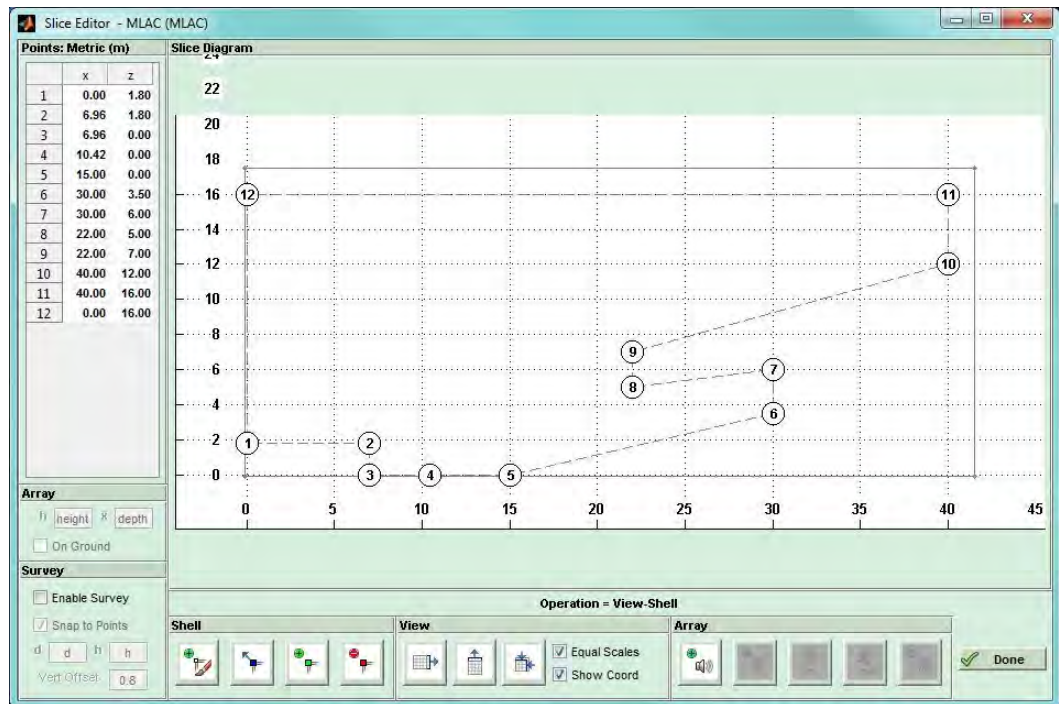 Slice Editor - MLAC (MLAC)
Points: Metric (m)
x z
1 0.00 1.80
2 6.96 1.80
3 6.96 0.00
4 10.42 0.00
5 15.00 0.00
6 30.00 3.50
7 30.00 6.00
8 22.00 5.00
9 22.00 7.00
10 40.00 12.00
11 40.00 16.00
12 0.00 16.00
Array
h height x depth
On Ground
Survey
Enable Survey
Snap to Points
d d h h
Vert Offset 0.8
Slice Diagram
24
22
20
18
16 12 11
14
12 10
10
8
9
6 7
8
4
6
2 1 2
0 3 4 5
0 5 10 15 20 25 30 35 40 45
Operation = View-Shell
Shell
View
Equal Scales
Show Coord
Array
Done